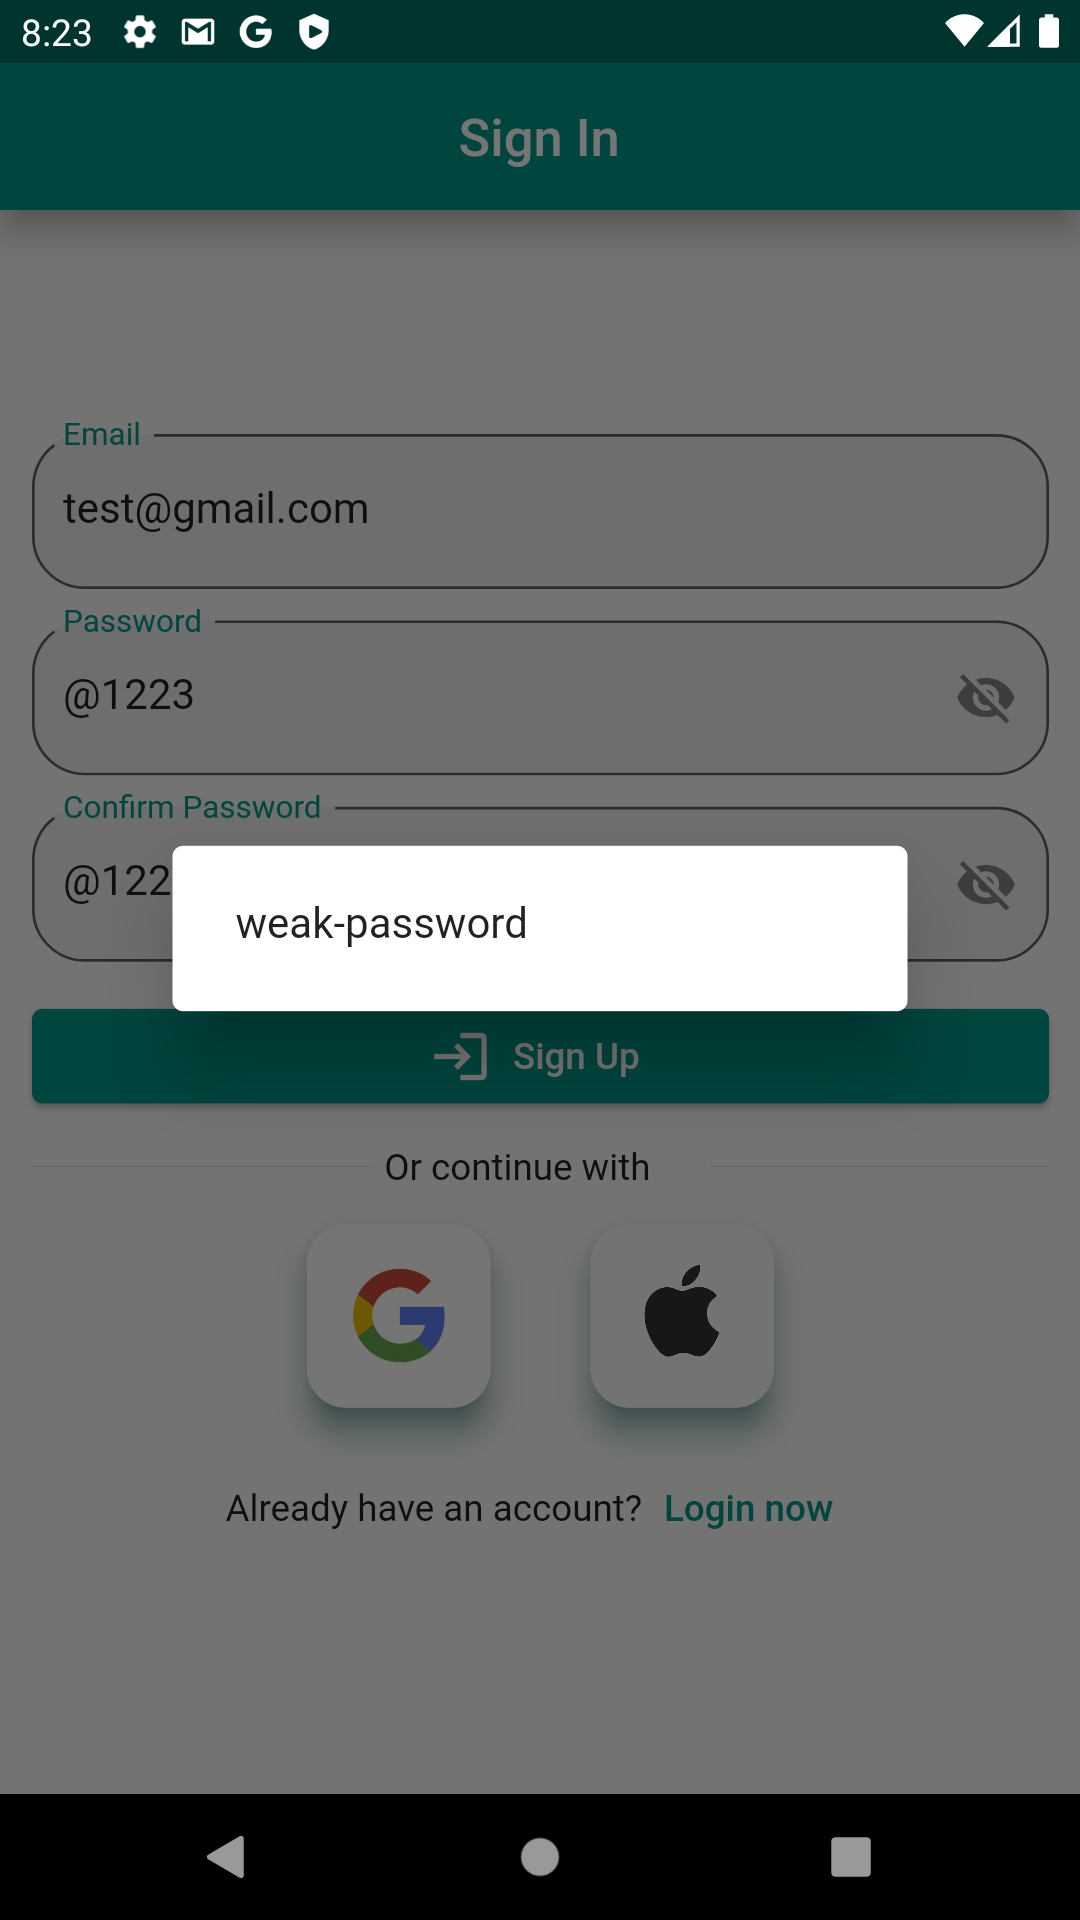 8:23
Sign In
Email
test@gmail.com
Password
@1223
Confirm Password
@122
weak-password
Sign Up
Or continue with
Already have an account? Login now